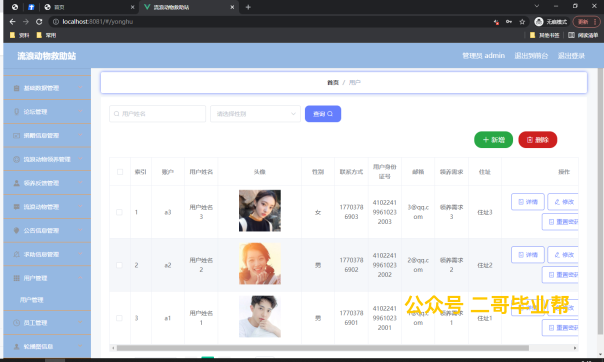 首页
流浪动物救助站
localhost:8081/#/yonghu
无痕模式
更新
资料
常用
其他书签
阅读清单
流浪动物救助站
管理员 admin
退出到前台
退出登录
基础数据管理
论坛管理
捐赠信息管理
流浪动物领养管理
领养反馈管理
流浪动物管理
公告信息管理
求助信息管理
用户管理
用户管理
员工管理
轮播图信息
首页 / 用户
用户姓名
请选择性别
查询
+ 新增
删除
索引 账户 用户姓名 头像 性别 联系方式 用户身份证号 邮箱 领养需求 住址 操作
1 a3 用户姓名3 女 17703786903 410224199610232003 3@qq.com 领养需求3 住址3 详情 修改
重置密码
2 a2 用户姓名2 男 17703786902 410224199610232002 2@qq.com 领养需求2 住址2 详情 修改
重置密码
3 a1 用户姓名1 男 17703786901 410224199610232001 1@qq.com 领养需求1 住址1 详情 修改
重置密码
公众号 二哥毕业帮